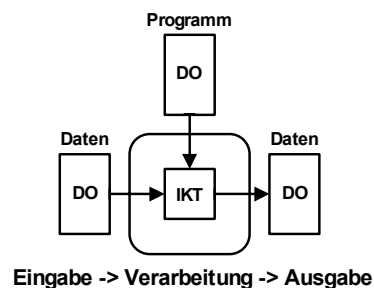 Programm
DO
Daten
Daten
DO
IKT
DO
Eingabe -> Verarbeitung -> Ausgabe